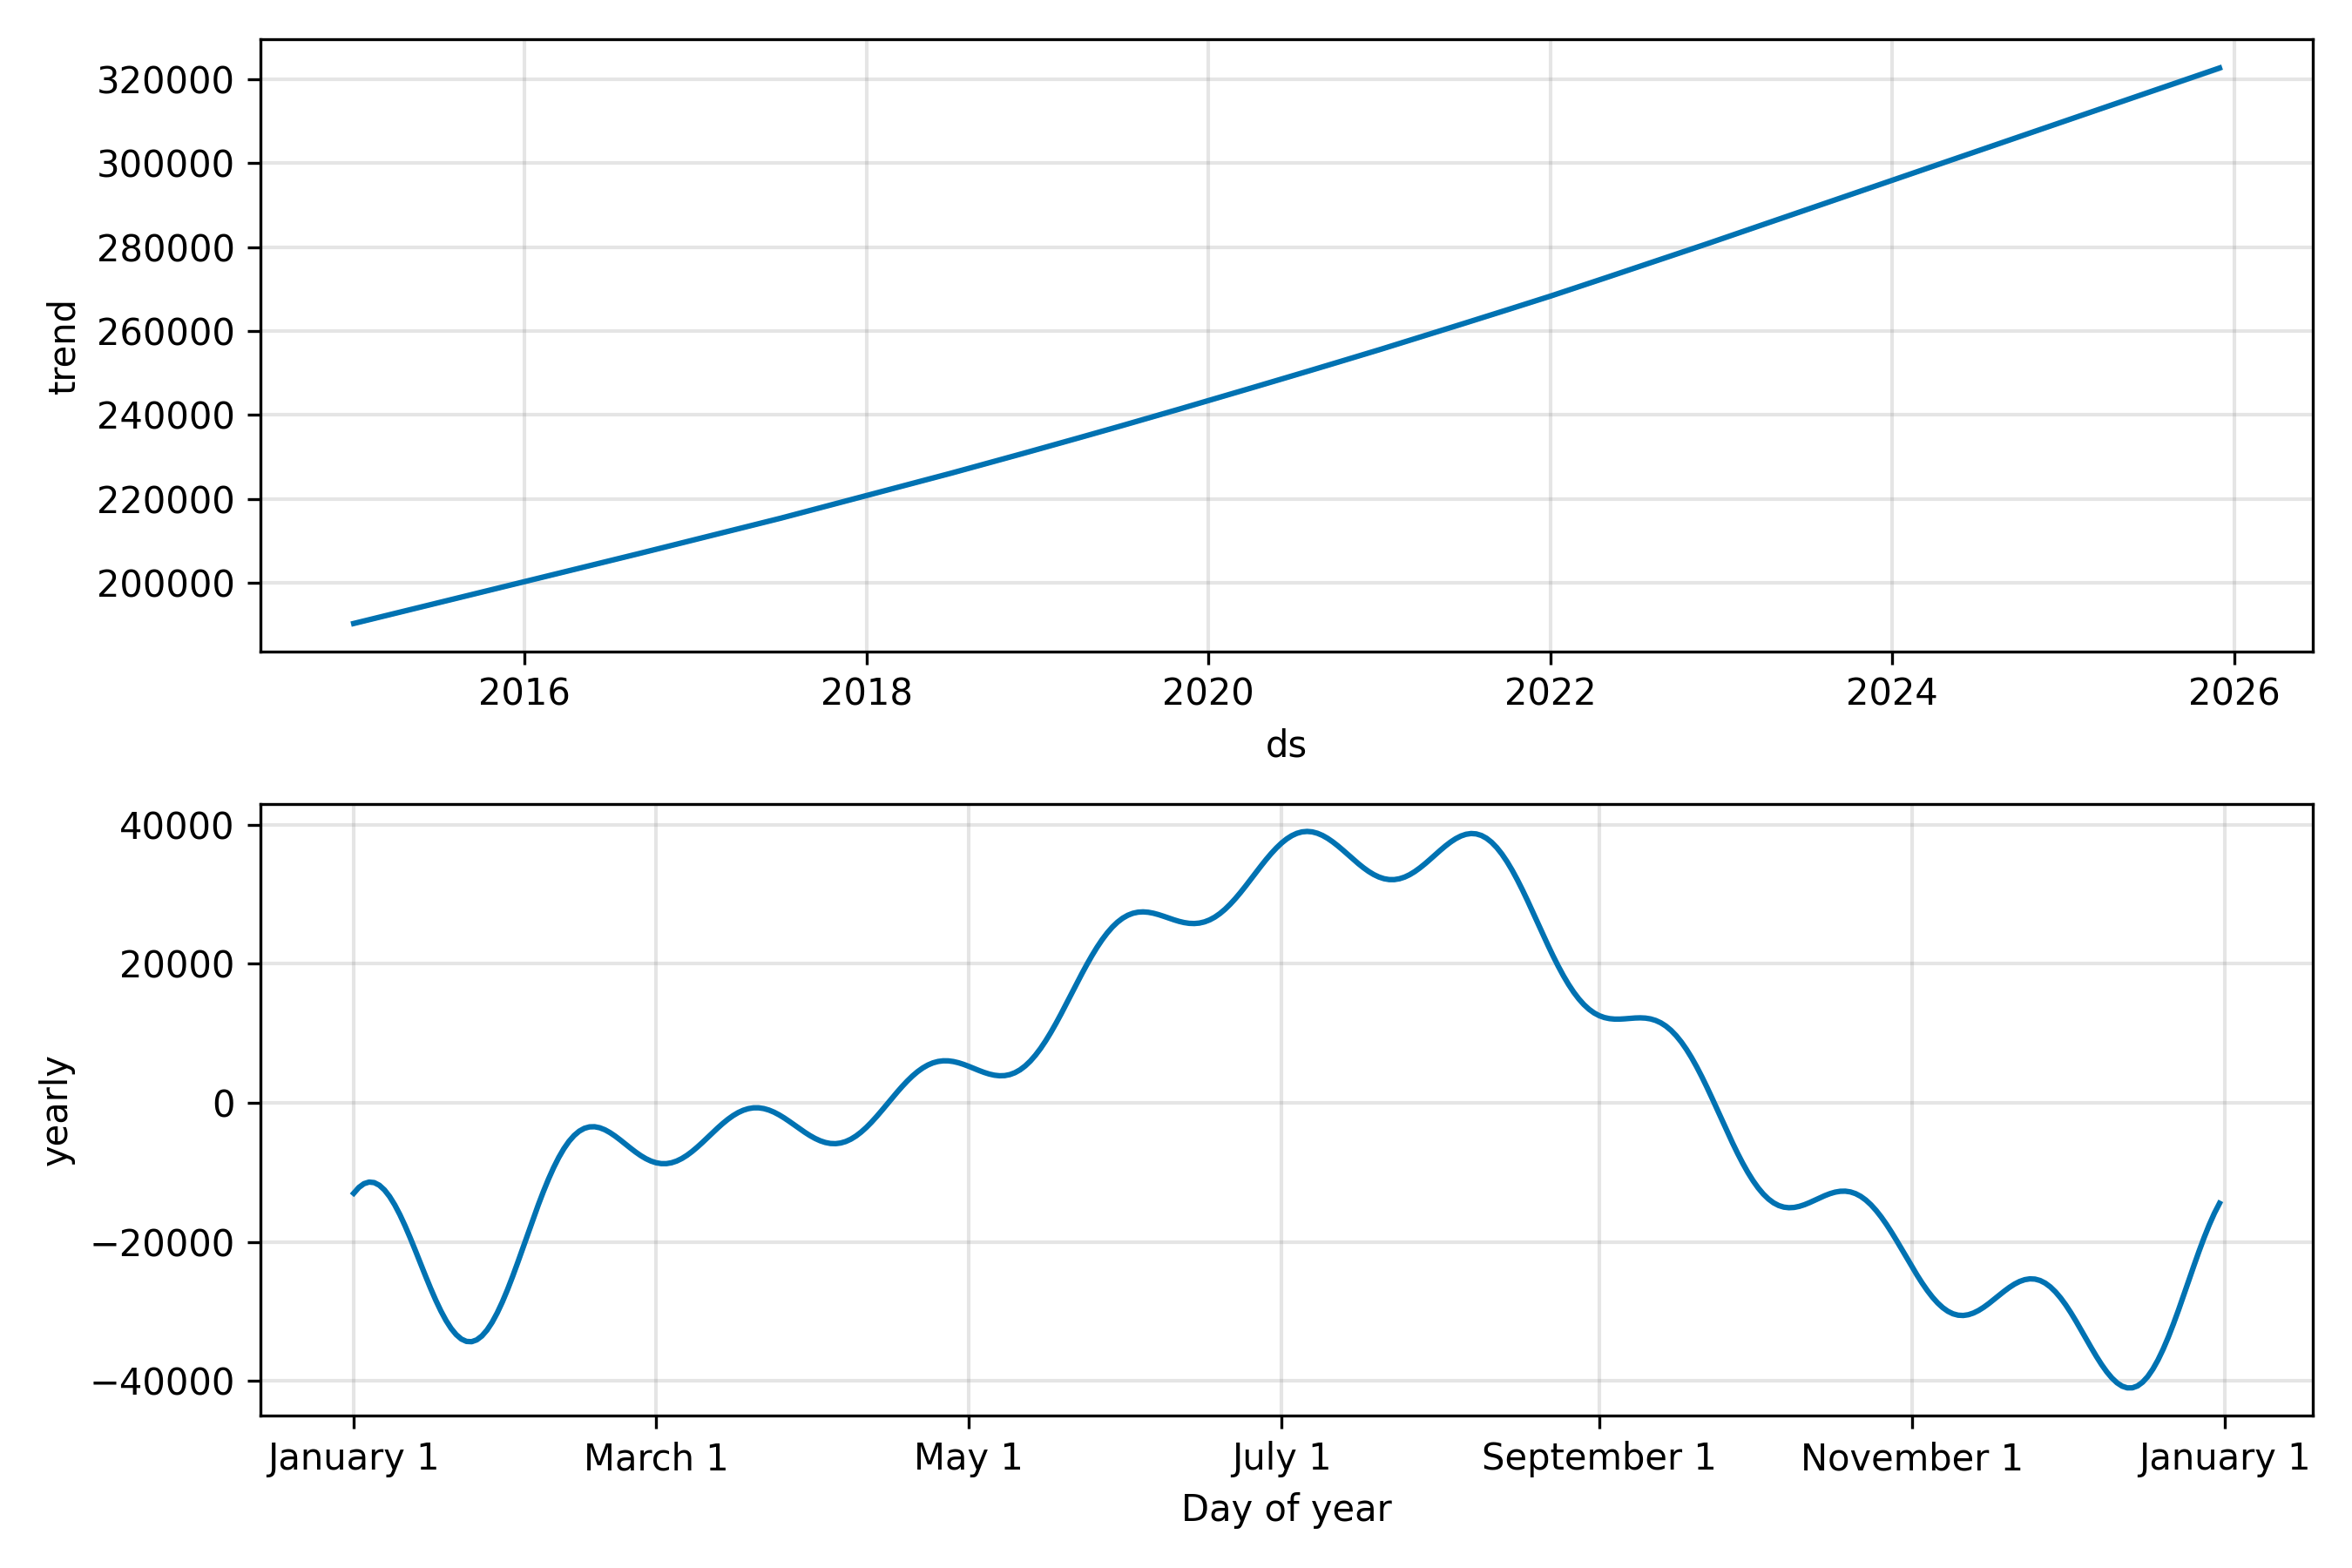 320000
300000
280000
260000
240000
220000
200000
trend
2016 2018 2020 2022 2024 2026
ds
40000
20000
0
−20000
−40000
yearly
January 1 March 1 May 1 July 1 September 1 November 1 January 1
Day of year